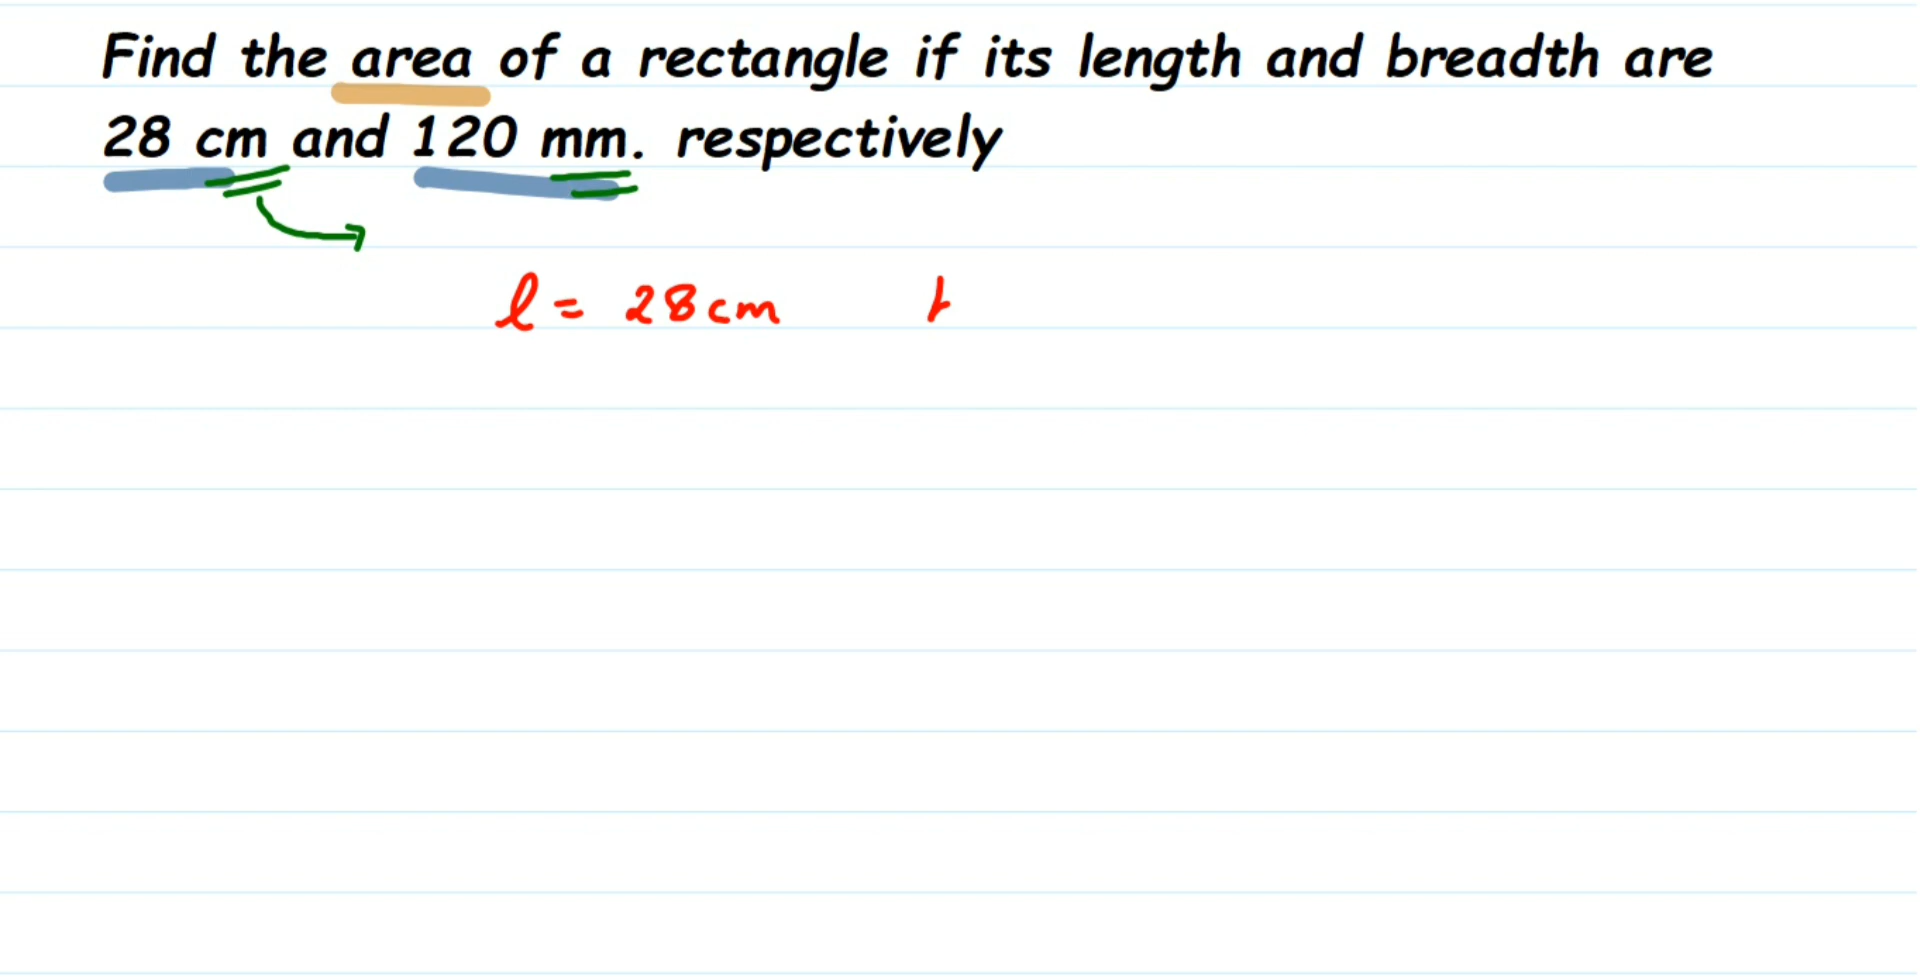 Find the area of a rectangle if its length and breadth are
28 cm and 120 mm. respectively
l = 28cm